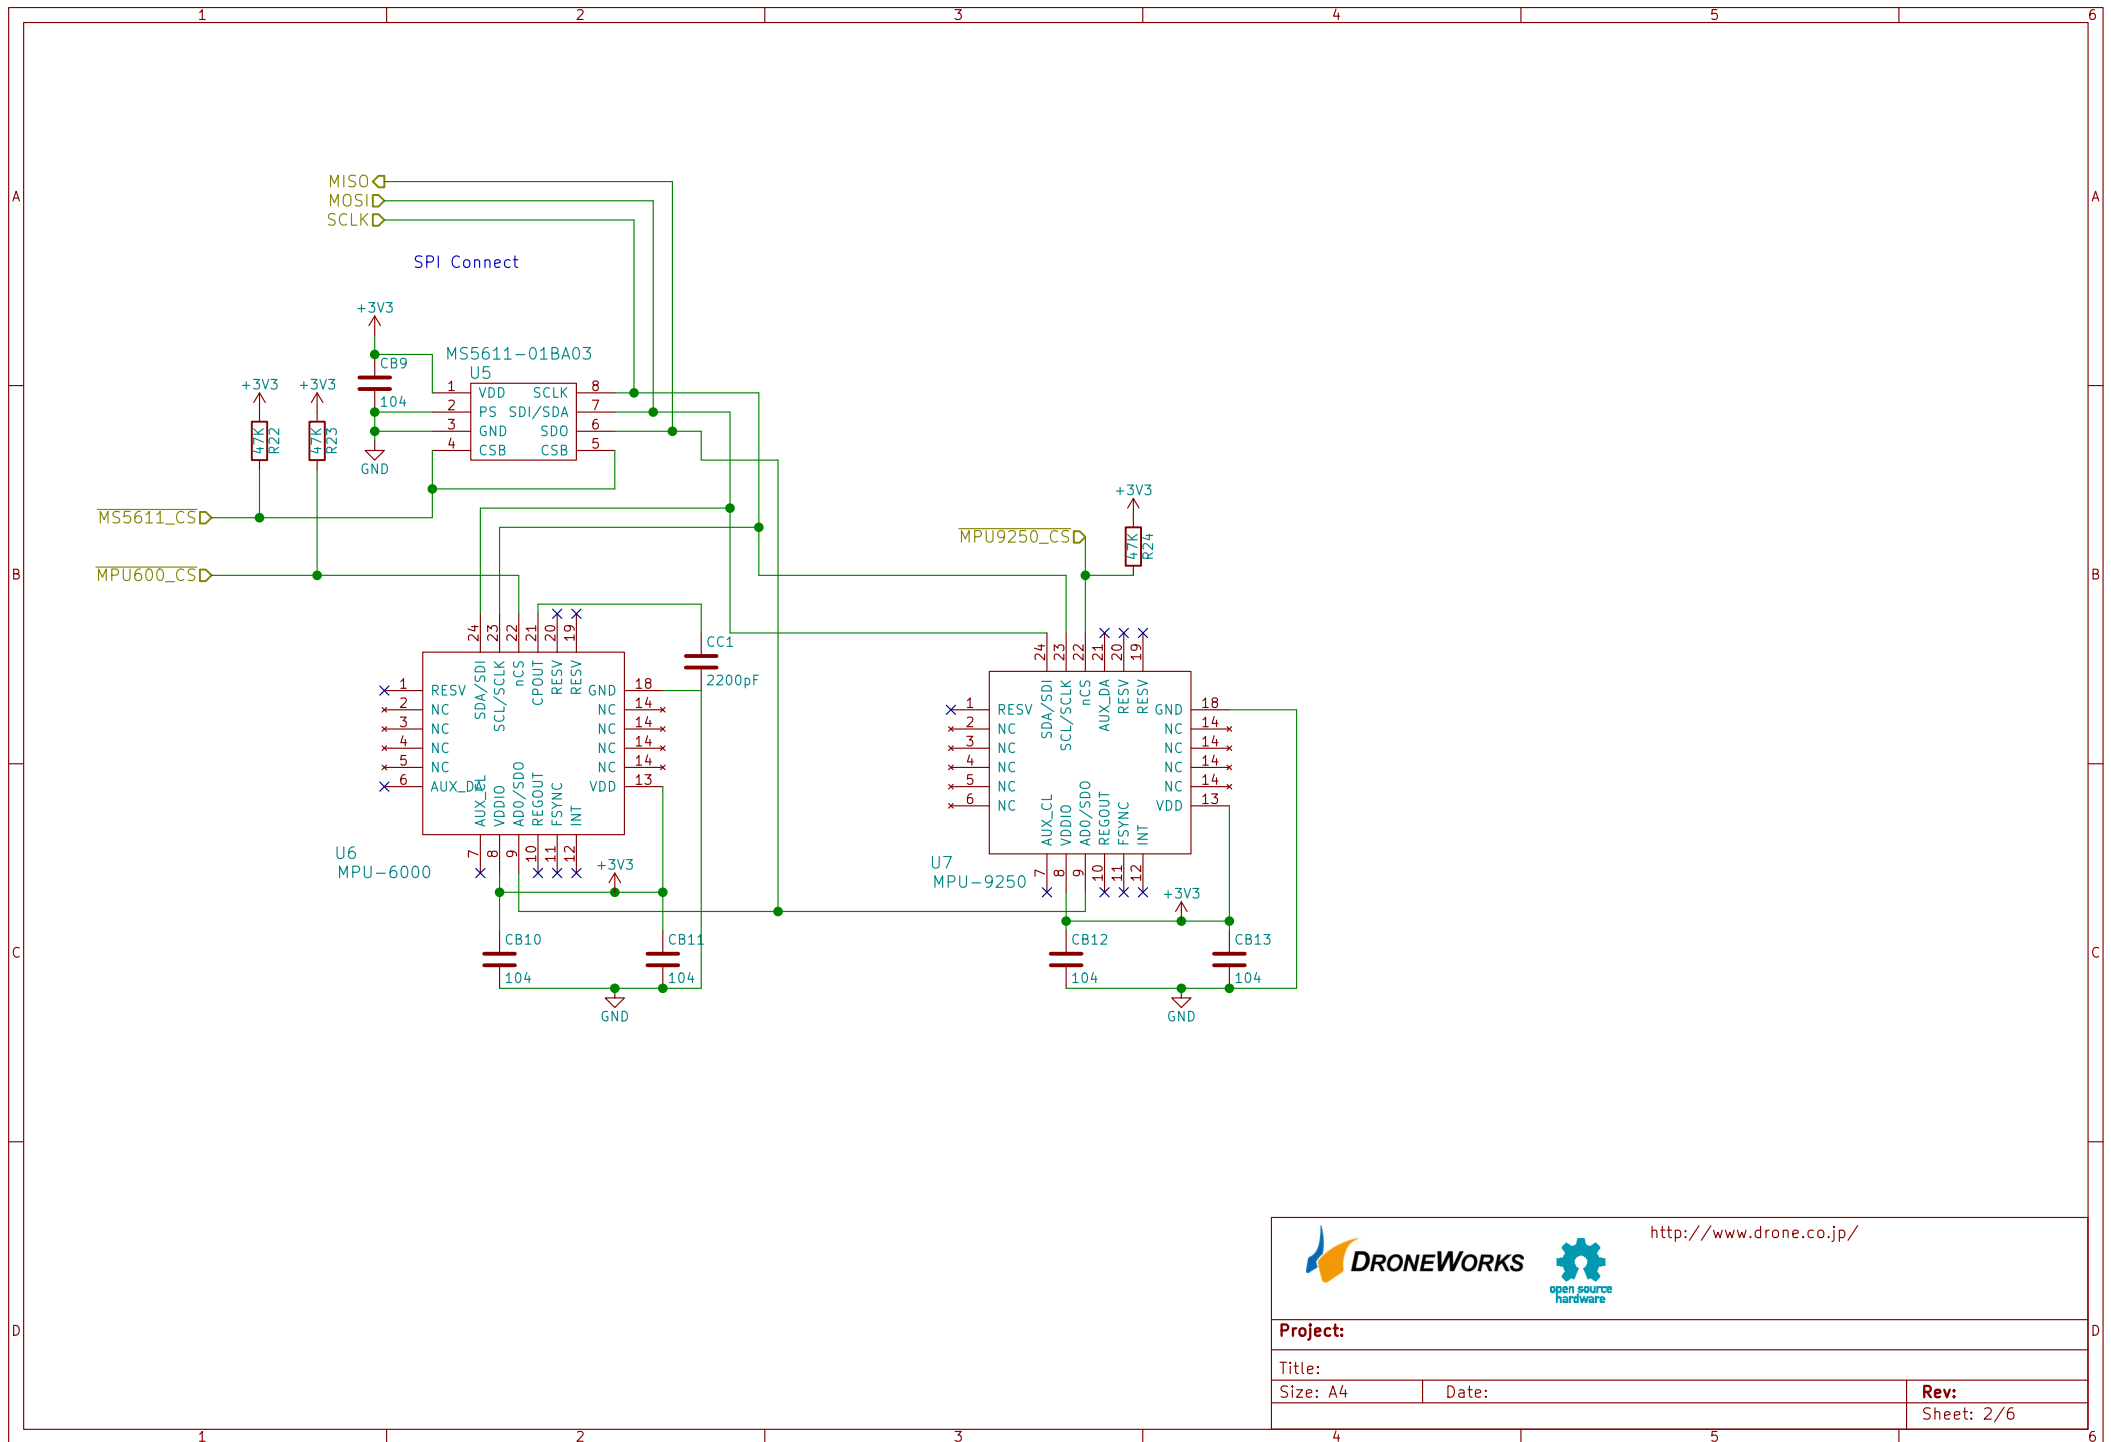 1 2 3 4 5 6
A A
MISO
MOSI
SCLK
SPI Connect
+3V3
MS5611-01BA03
CB9
U5
+3V3 +3V3
104
47K R22
47K R23
GND
1 VDD SCLK 8
2 PS SDI/SDA 7
3 GND SDO 6
4 CSB CSB 5
MS5611_CS
+3V3
MPU9250_CS
47K R24
B B
MPU600_CS
24 23 22 21 20 19
SDA/SDI SCL/SCLK nCS CPOUT RESV RESV
CC1
2200pF
1 RESV GND 18
2 NC NC 14
3 NC NC 14
4 NC NC 14
5 NC NC 14
6 AUX_DA VDD 13
AUX_CL VDDIO AD0/SDO REGOUT FSYNC INT
7 8 9 10 11 12
U6
MPU-6000
+3V3
CB10
104
CB11
104
GND
24 23 22 21 20 19
SDA/SDI SCL/SCLK nCS AUX_DA RESV RESV
1 RESV GND 18
2 NC NC 14
3 NC NC 14
4 NC NC 14
5 NC NC 14
6 NC VDD 13
AUX_CL VDDIO AD0/SDO REGOUT FSYNC INT
7 8 9 10 11 12
U7
MPU-9250
+3V3
CB12
104
CB13
104
GND
C C
http://www.drone.co.jp/
DRONEWORKS
open source
hardware
D D
Project:
Title:
Size: A4 Date: Rev:
Sheet: 2/6
1 2 3 4 5 6